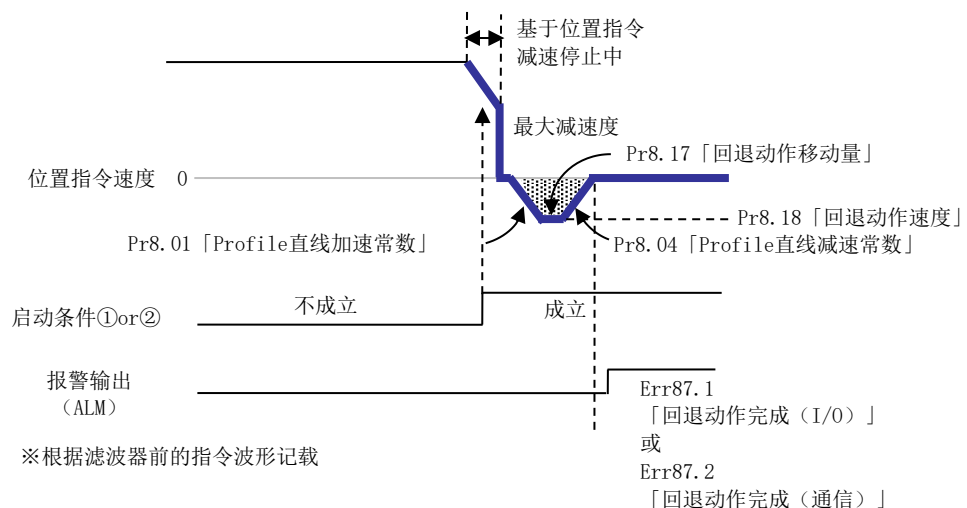 基于位置指令
减速停止中
最大减速度
Pr8.17「回退动作移动量」
位置指令速度 0
Pr8.18「回退动作速度」
Pr8.01「Profile直线加速常数」
Pr8.04「Profile直线减速常数」
不成立
成立
启动条件①or②
报警输出
（ALM）
Err87.1
「回退动作完成（I/O）」
或
Err87.2
「回退动作完成（通信）」
※根据滤波器前的指令波形记载